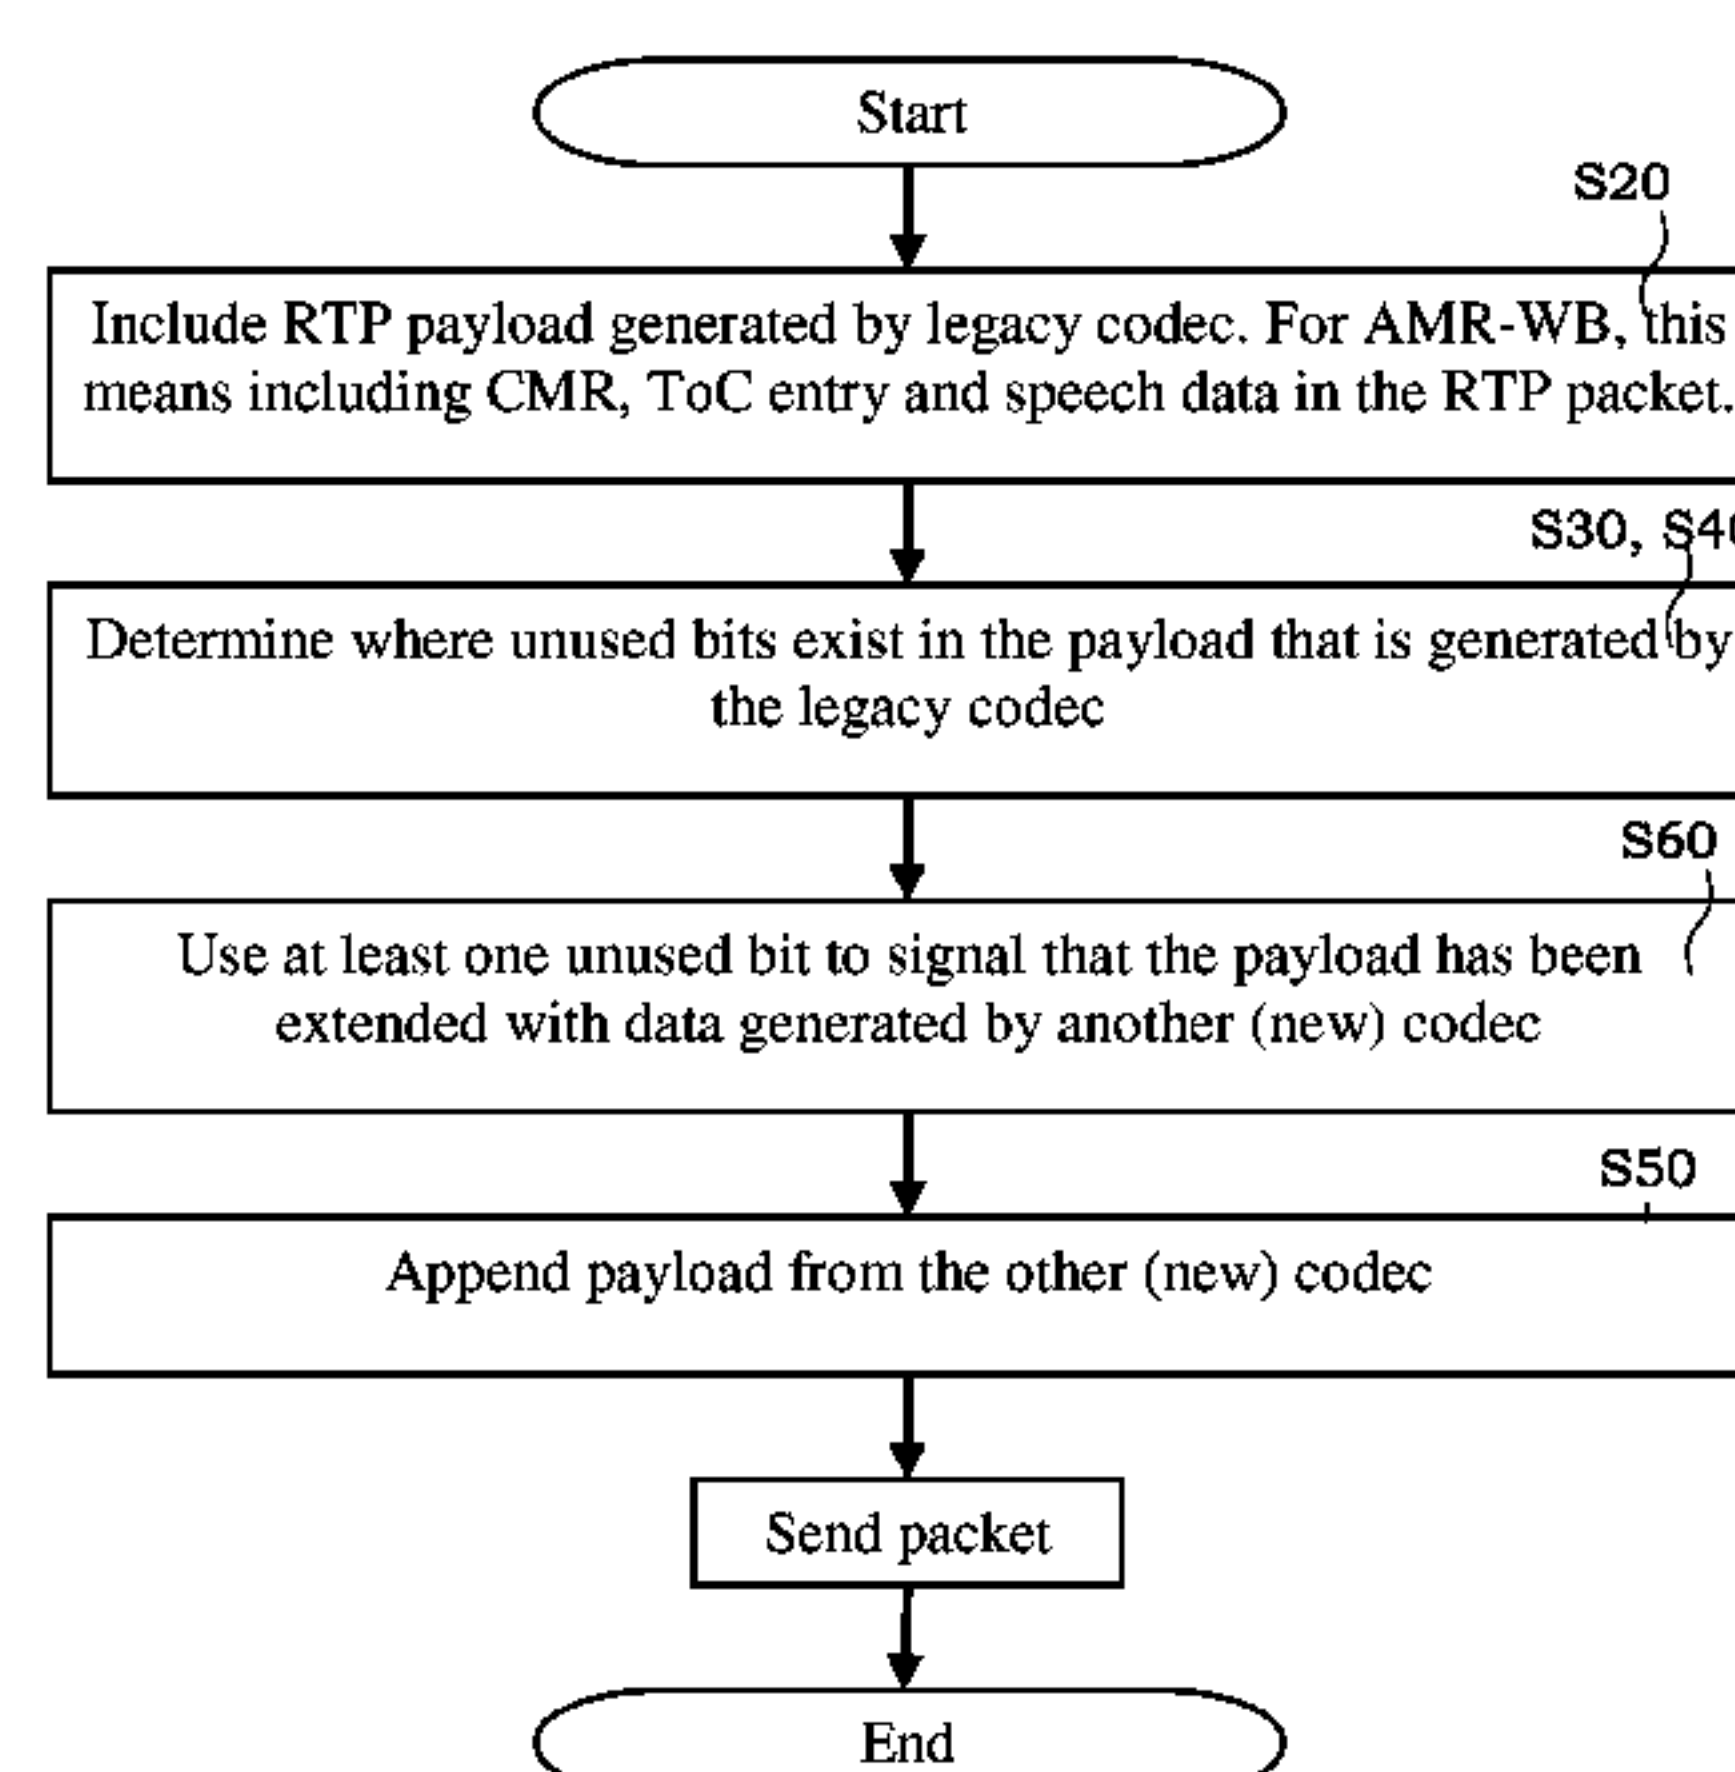 Start
S20
Include RTP payload generated by legacy codec. For AMR-WB, this
means including CMR, ToC entry and speech data in the RTP packet.
S30, S40
Determine where unused bits exist in the payload that is generated by
the legacy codec
S60
Use at least one unused bit to signal that the payload has been
extended with data generated by another (new) codec
S50
Append payload from the other (new) codec
Send packet
End